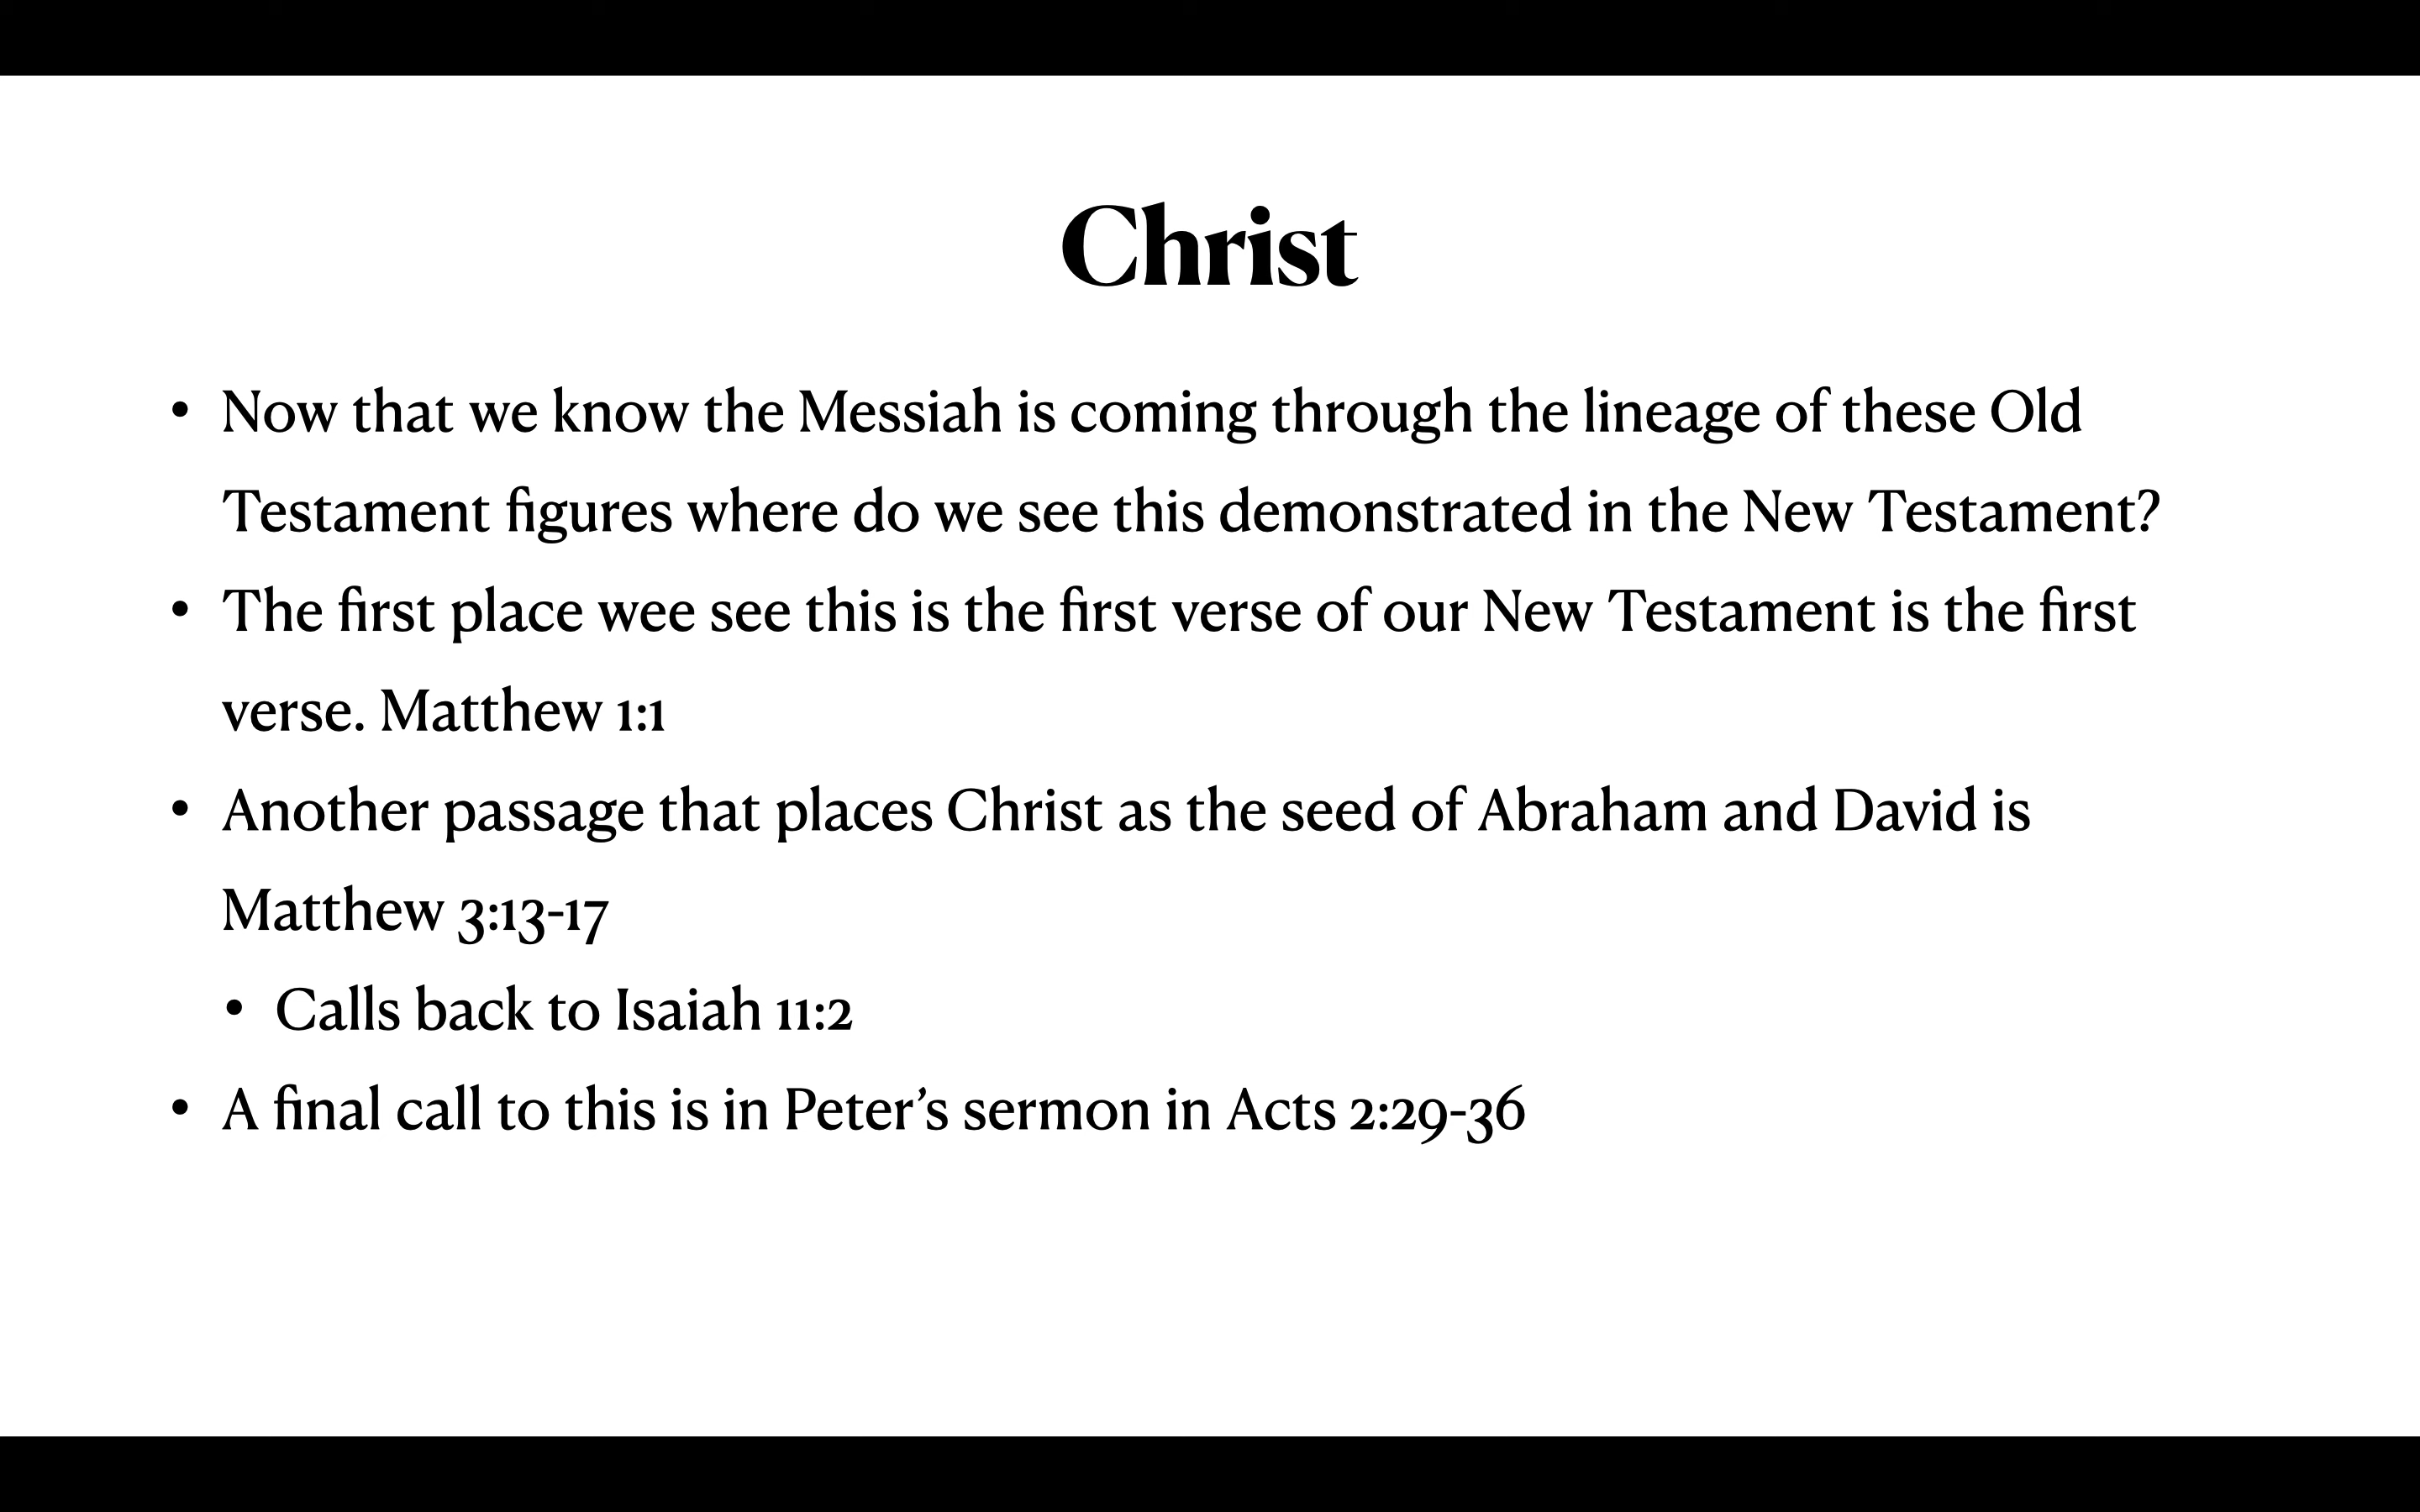 Christ
• Now that we know the Messiah is coming through the lineage of these Old
Testament figures where do we see this demonstrated in the New Testament?
• The first place wee see this is the first verse of our New Testament is the first
verse. Matthew 1:1
• Another passage that places Christ as the seed of Abraham and David is
Matthew 3:13-17
• Calls back to Isaiah 11:2
• A final call to this is in Peter’s sermon in Acts 2:29-36